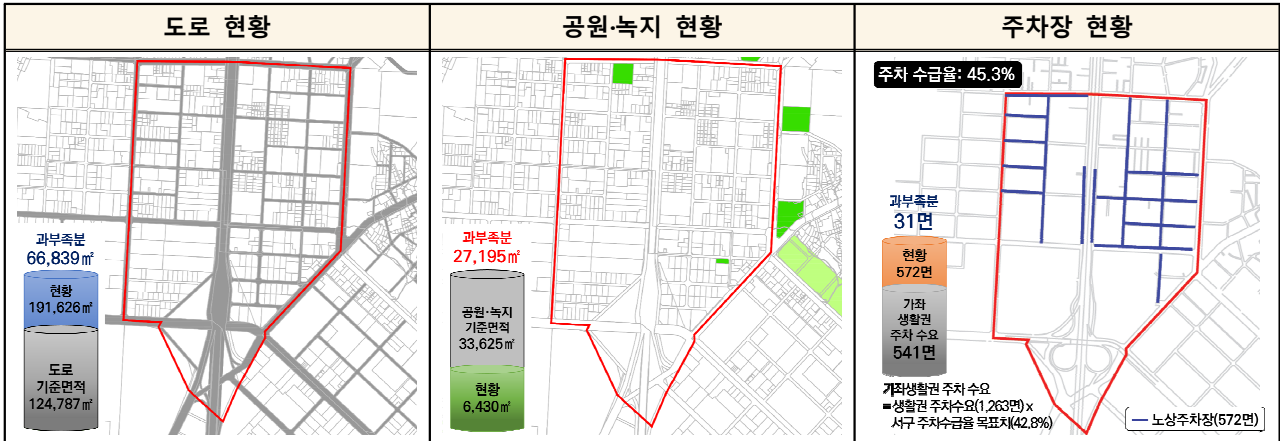 도로 현황
과부족분
66,839㎡
현황
191,626㎡
도로
기준면적
124,787㎡
공원·녹지 현황
과부족분
27,195㎡
공원·녹지
기준면적
33,625㎡
현황
6,430㎡
주차장 현황
주차 수급율: 45.3%
과부족분
31면
현황
572면
가좌
생활권
주차 수요
541면
가좌생활권 주차 수요
=생활권 주차수요(1,263면) x
서구 주차수급율 목표치(42.8%)
노상주차장(572면)